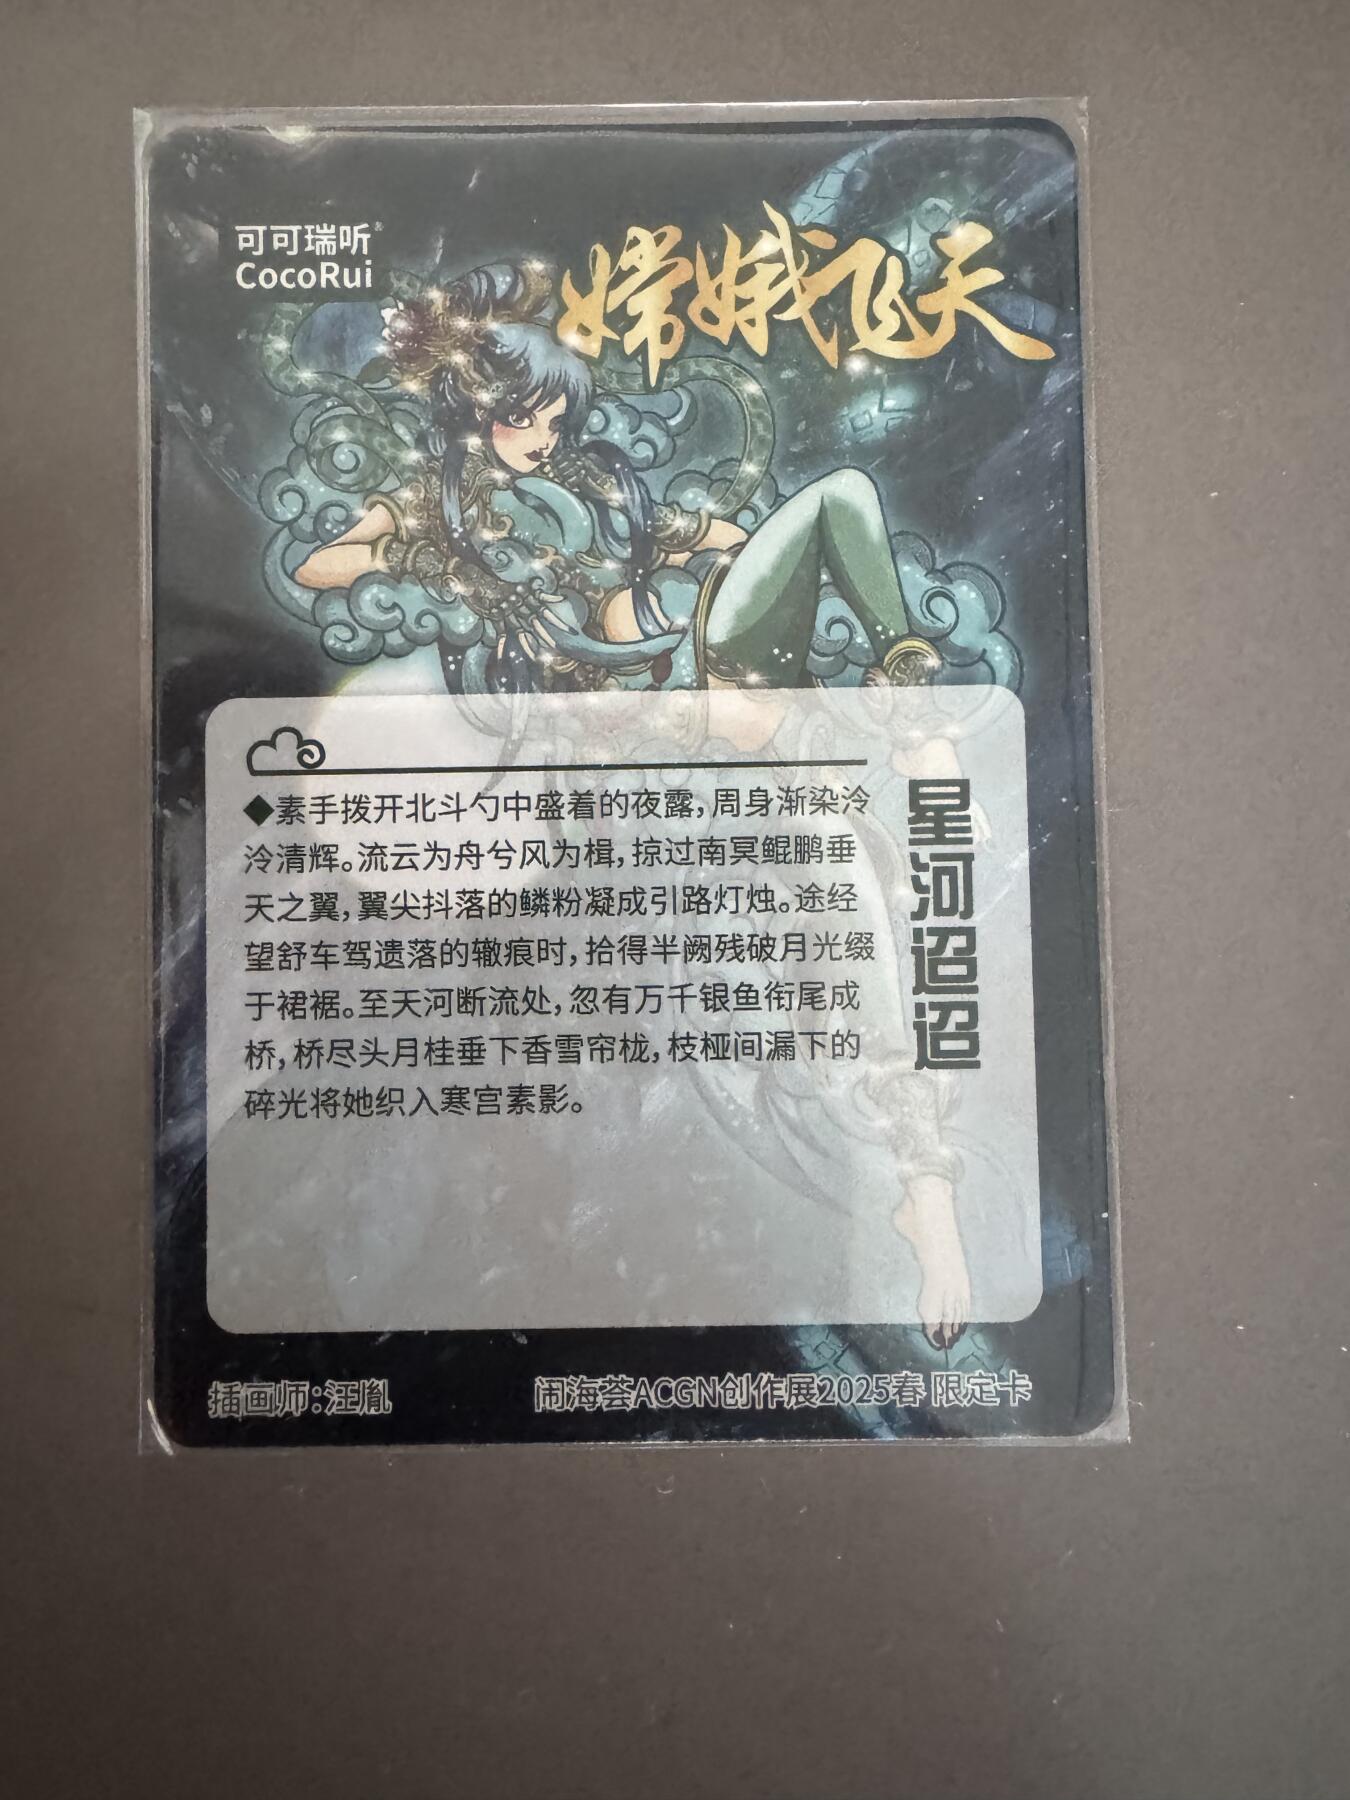 可可瑞听®
CocoRui
嫦娥飞天
◆素手拨开北斗勺中盛着的夜露，周身渐染泠
泠清辉。流云为舟兮风为楫，掠过南冥鲲鹏垂
天之翼，翼尖抖落的鳞粉凝成引路灯烛。途经
望舒车驾遗落的辙痕时，拾得半阙残破月光缀
于裙裾。至天河断流处，忽有万千银鱼衔尾成
桥，桥尽头月桂垂下香雪帘栊，枝桠间漏下的
碎光将她织入寒宫素影。
星河迢迢
插画师：汪胤
闹海荟ACGN创作展2025春 限定卡